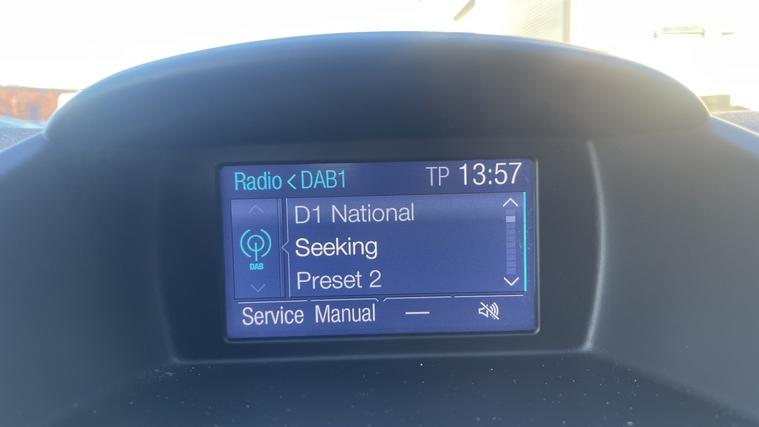 Radio < DAB1 TP 13:57
D1 National
DAB
Seeking
Preset 2
Service Manual —